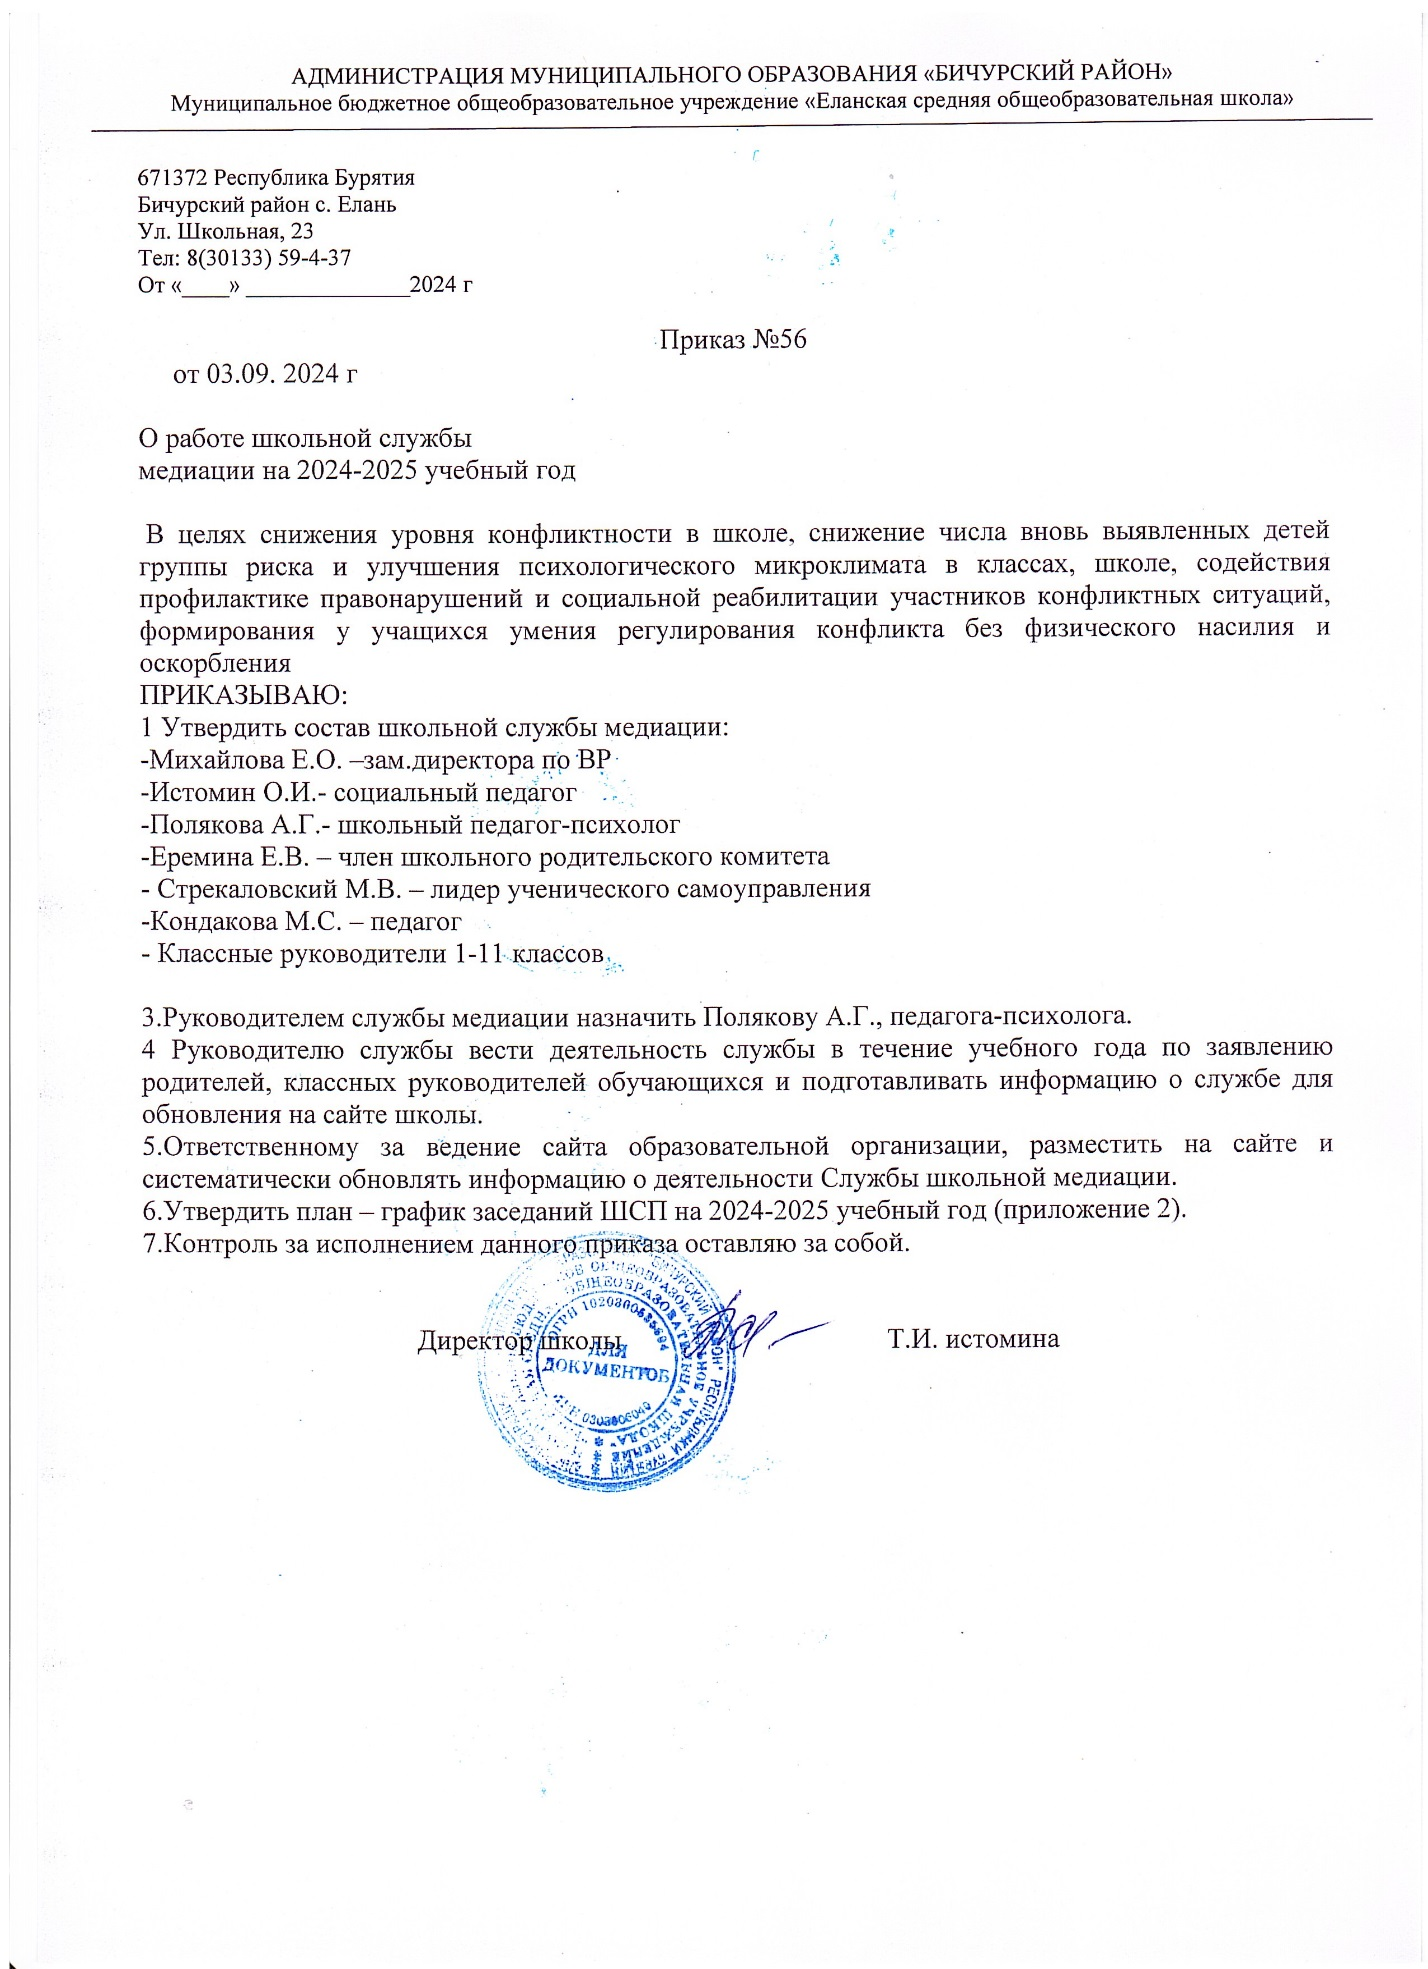 АДМИНИСТРАЦИЯ МУНИЦИПАЛЬНОГО ОБРАЗОВАНИЯ «БИЧУРСКИЙ РАЙОН»
Муниципальное бюджетное общеобразовательное учреждение «Еланская средняя общеобразовательная школа»
671372 Республика Бурятия
Бичурский район с. Елань
Ул. Школьная, 23
Тел: 8(30133) 59-4-37
От «____» ______________2024 г
Приказ №56
от 03.09. 2024 г
О работе школьной службы
медиации на 2024-2025 учебный год
В целях снижения уровня конфликтности в школе, снижение числа вновь выявленных детей
группы риска и улучшения психологического микроклимата в классах, школе, содействия
профилактике правонарушений и социальной реабилитации участников конфликтных ситуаций,
формирования у учащихся умения регулирования конфликта без физического насилия и
оскорбления
ПРИКАЗЫВАЮ:
1 Утвердить состав школьной службы медиации:
-Михайлова Е.О. –зам.директора по ВР
-Истомин О.И.- социальный педагог
-Полякова А.Г.- школьный педагог-психолог
-Еремина Е.В. – член школьного родительского комитета
- Стрекаловский М.В. – лидер ученического самоуправления
-Кондакова М.С. – педагог
- Классные руководители 1-11 классов
3.Руководителем службы медиации назначить Полякову А.Г., педагога-психолога.
4 Руководителю службы вести деятельность службы в течение учебного года по заявлению
родителей, классных руководителей обучающихся и подготавливать информацию о службе для
обновления на сайте школы.
5.Ответственному за ведение сайта образовательной организации, разместить на сайте и
систематически обновлять информацию о деятельности Службы школьной медиации.
6.Утвердить план – график заседаний ШСП на 2024-2025 учебный год (приложение 2).
7.Контроль за исполнением данного приказа оставляю за собой.
Директор школы Т.И. истомина
ДЛЯ
ДОКУМЕНТОВ